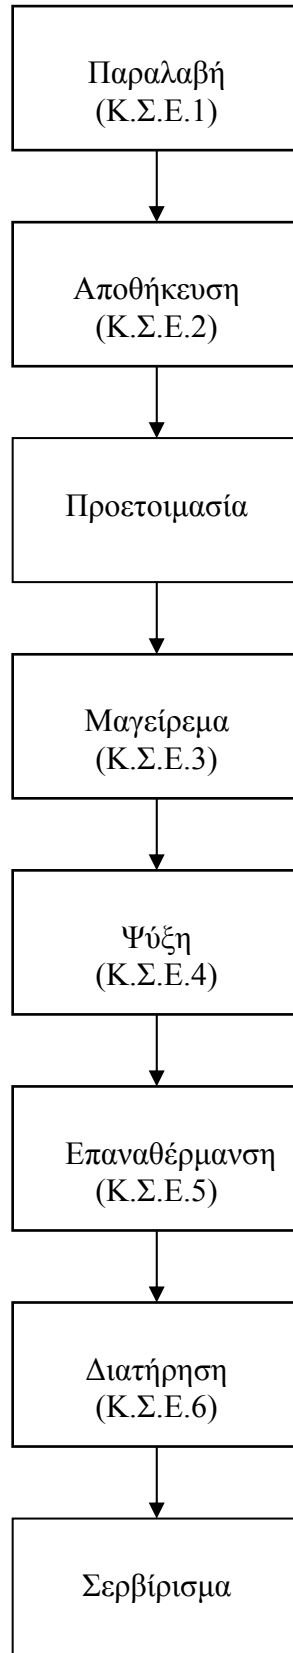 Παραλαβή
(Κ.Σ.Ε.1)
Αποθήκευση
(Κ.Σ.Ε.2)
Προετοιμασία
Μαγείρεμα
(Κ.Σ.Ε.3)
Ψύξη
(Κ.Σ.Ε.4)
Επαναθέρμανση
(Κ.Σ.Ε.5)
Διατήρηση
(Κ.Σ.Ε.6)
Σερβίρισμα